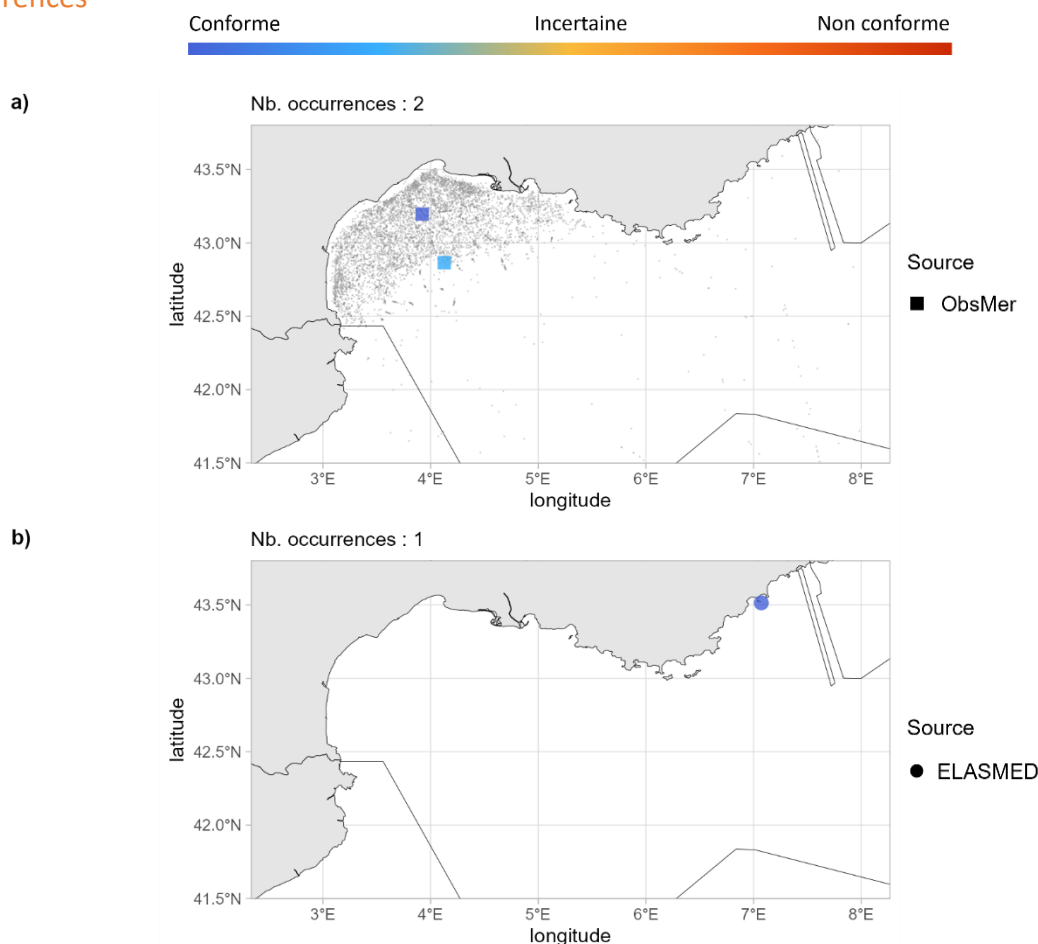 rences
Conforme Incertaine Non conforme
a)
Nb. occurrences : 2
43.5°N
43.0°N
42.5°N
42.0°N
41.5°N
latitude
3°E 4°E 5°E 6°E 7°E 8°E
longitude
Source
ObsMer
b)
Nb. occurrences : 1
43.5°N
43.0°N
42.5°N
42.0°N
41.5°N
latitude
3°E 4°E 5°E 6°E 7°E 8°E
longitude
Source
ELASMED